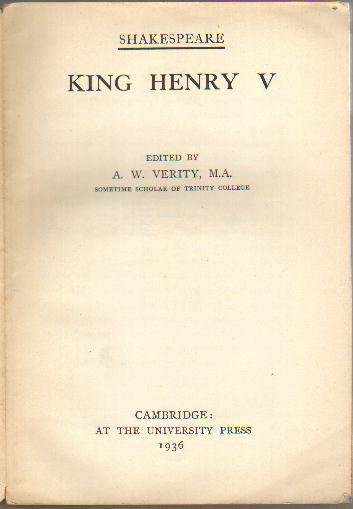 SHAKESPEARE
KING HENRY V
EDITED BY
A. W. VERITY, M.A.
SOMETIME SCHOLAR OF TRINITY COLLEGE
CAMBRIDGE:
AT THE UNIVERSITY PRESS
1936